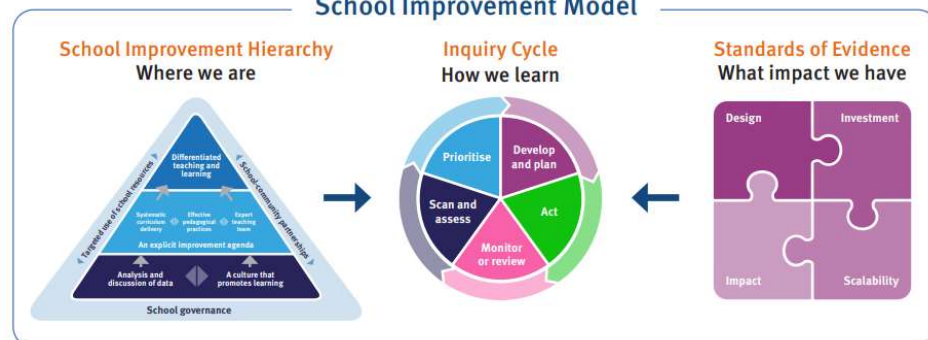 School Improvement Model
School Improvement Hierarchy
Where we are
Differentiated
teaching and
learning
Systematic
curriculum
delivery
Effective
pedagogical
practices
Expert
teaching
team
An explicit improvement agenda
Analysis and
discussion of data
A culture that
promotes learning
School governance
Targeted use of school resources
School-community partnerships
Inquiry Cycle
How we learn
Prioritise
Develop
and plan
Scan and
assess
Act
Monitor
or review
Standards of Evidence
What impact we have
Design
Investment
Impact
Scalability